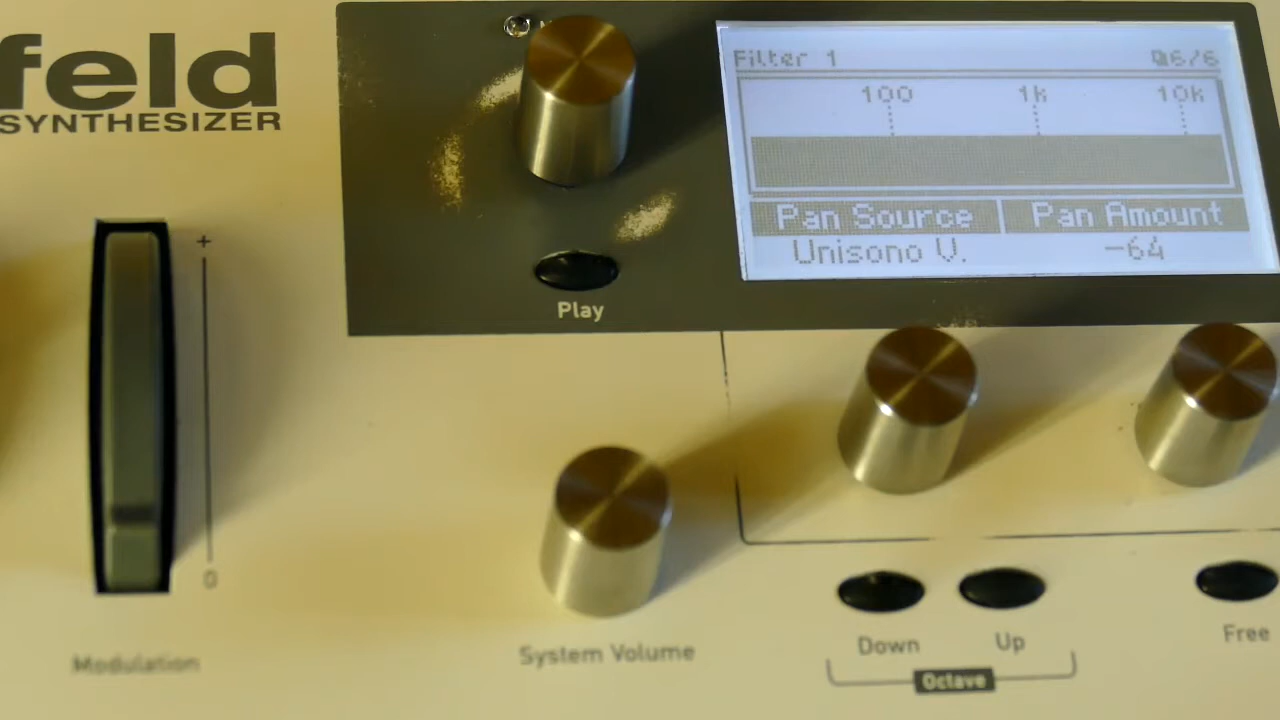 feld
SYNTHESIZER
Filter 1 6/6
100 1k 10k
Pan Source Pan Amount
Unisono V. -64
+
0
Play
Modulation
System Volume
Down Up
Octave
Free